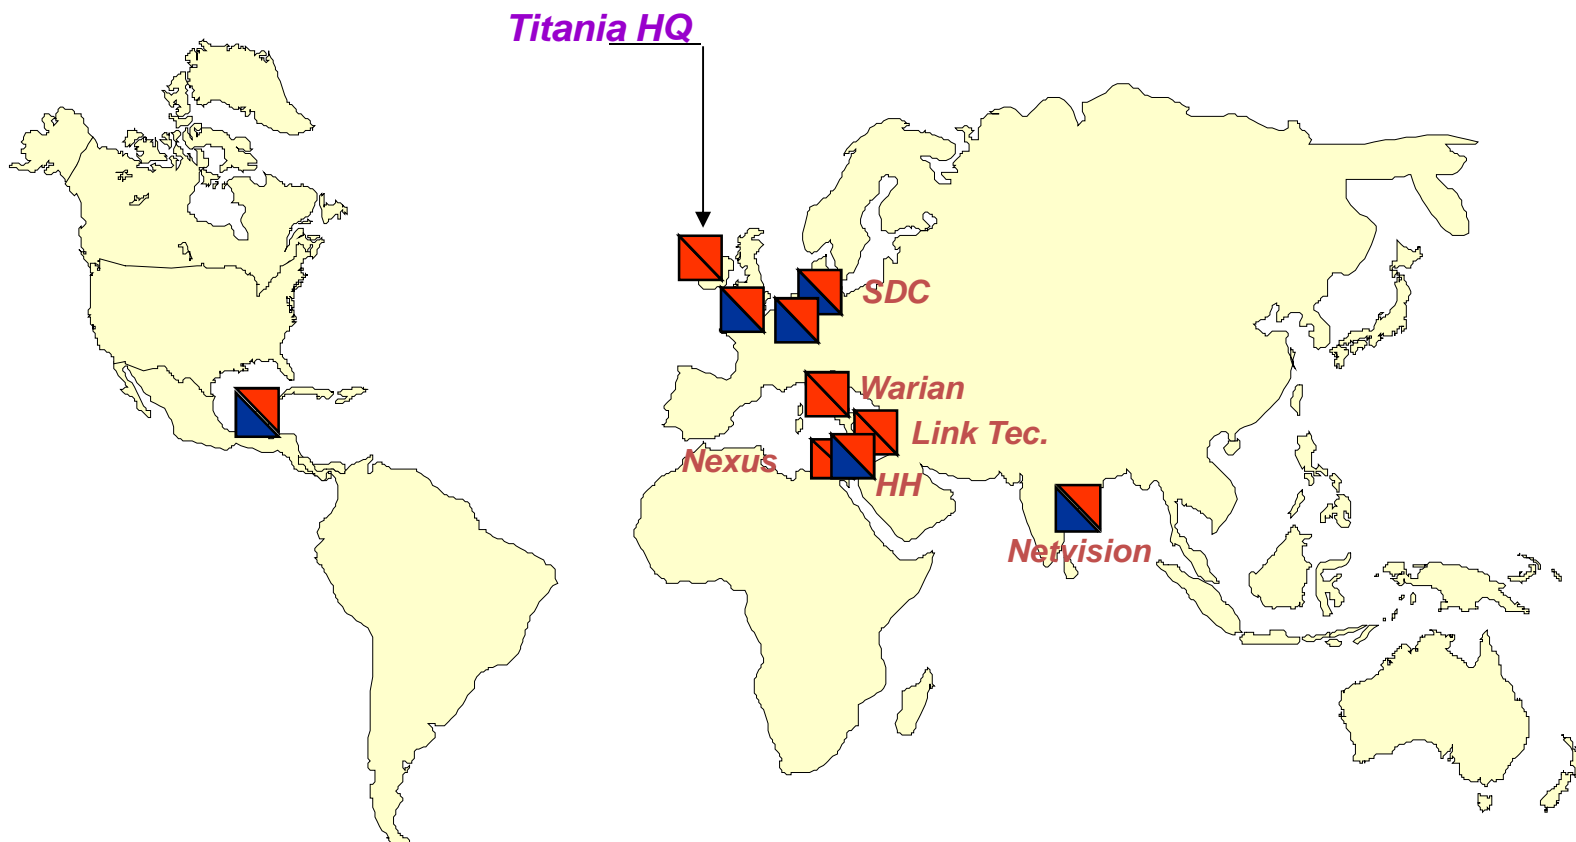 Titania HQ
SDC
Warian
Link Tec.
Nexus
HH
Netvision